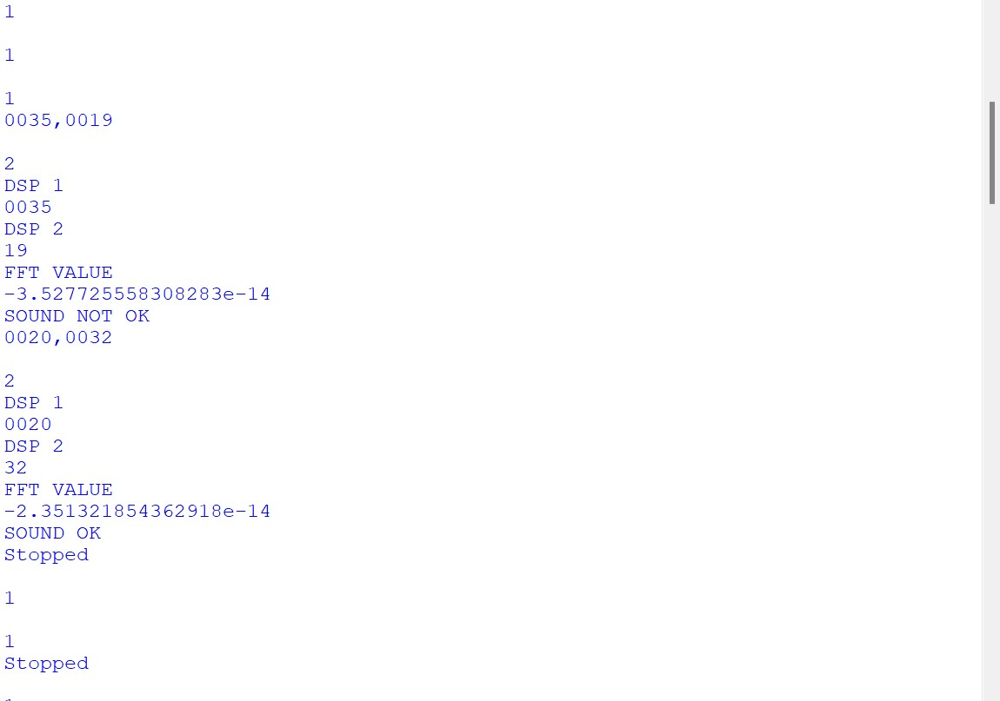 1
1
1
0035,0019
2
DSP 1
0035
DSP 2
19
FFT VALUE
-3.527725558308283e-14
SOUND NOT OK
0020,0032
2
DSP 1
0020
DSP 2
32
FFT VALUE
-2.351321854362918e-14
SOUND OK
Stopped
1
1
Stopped